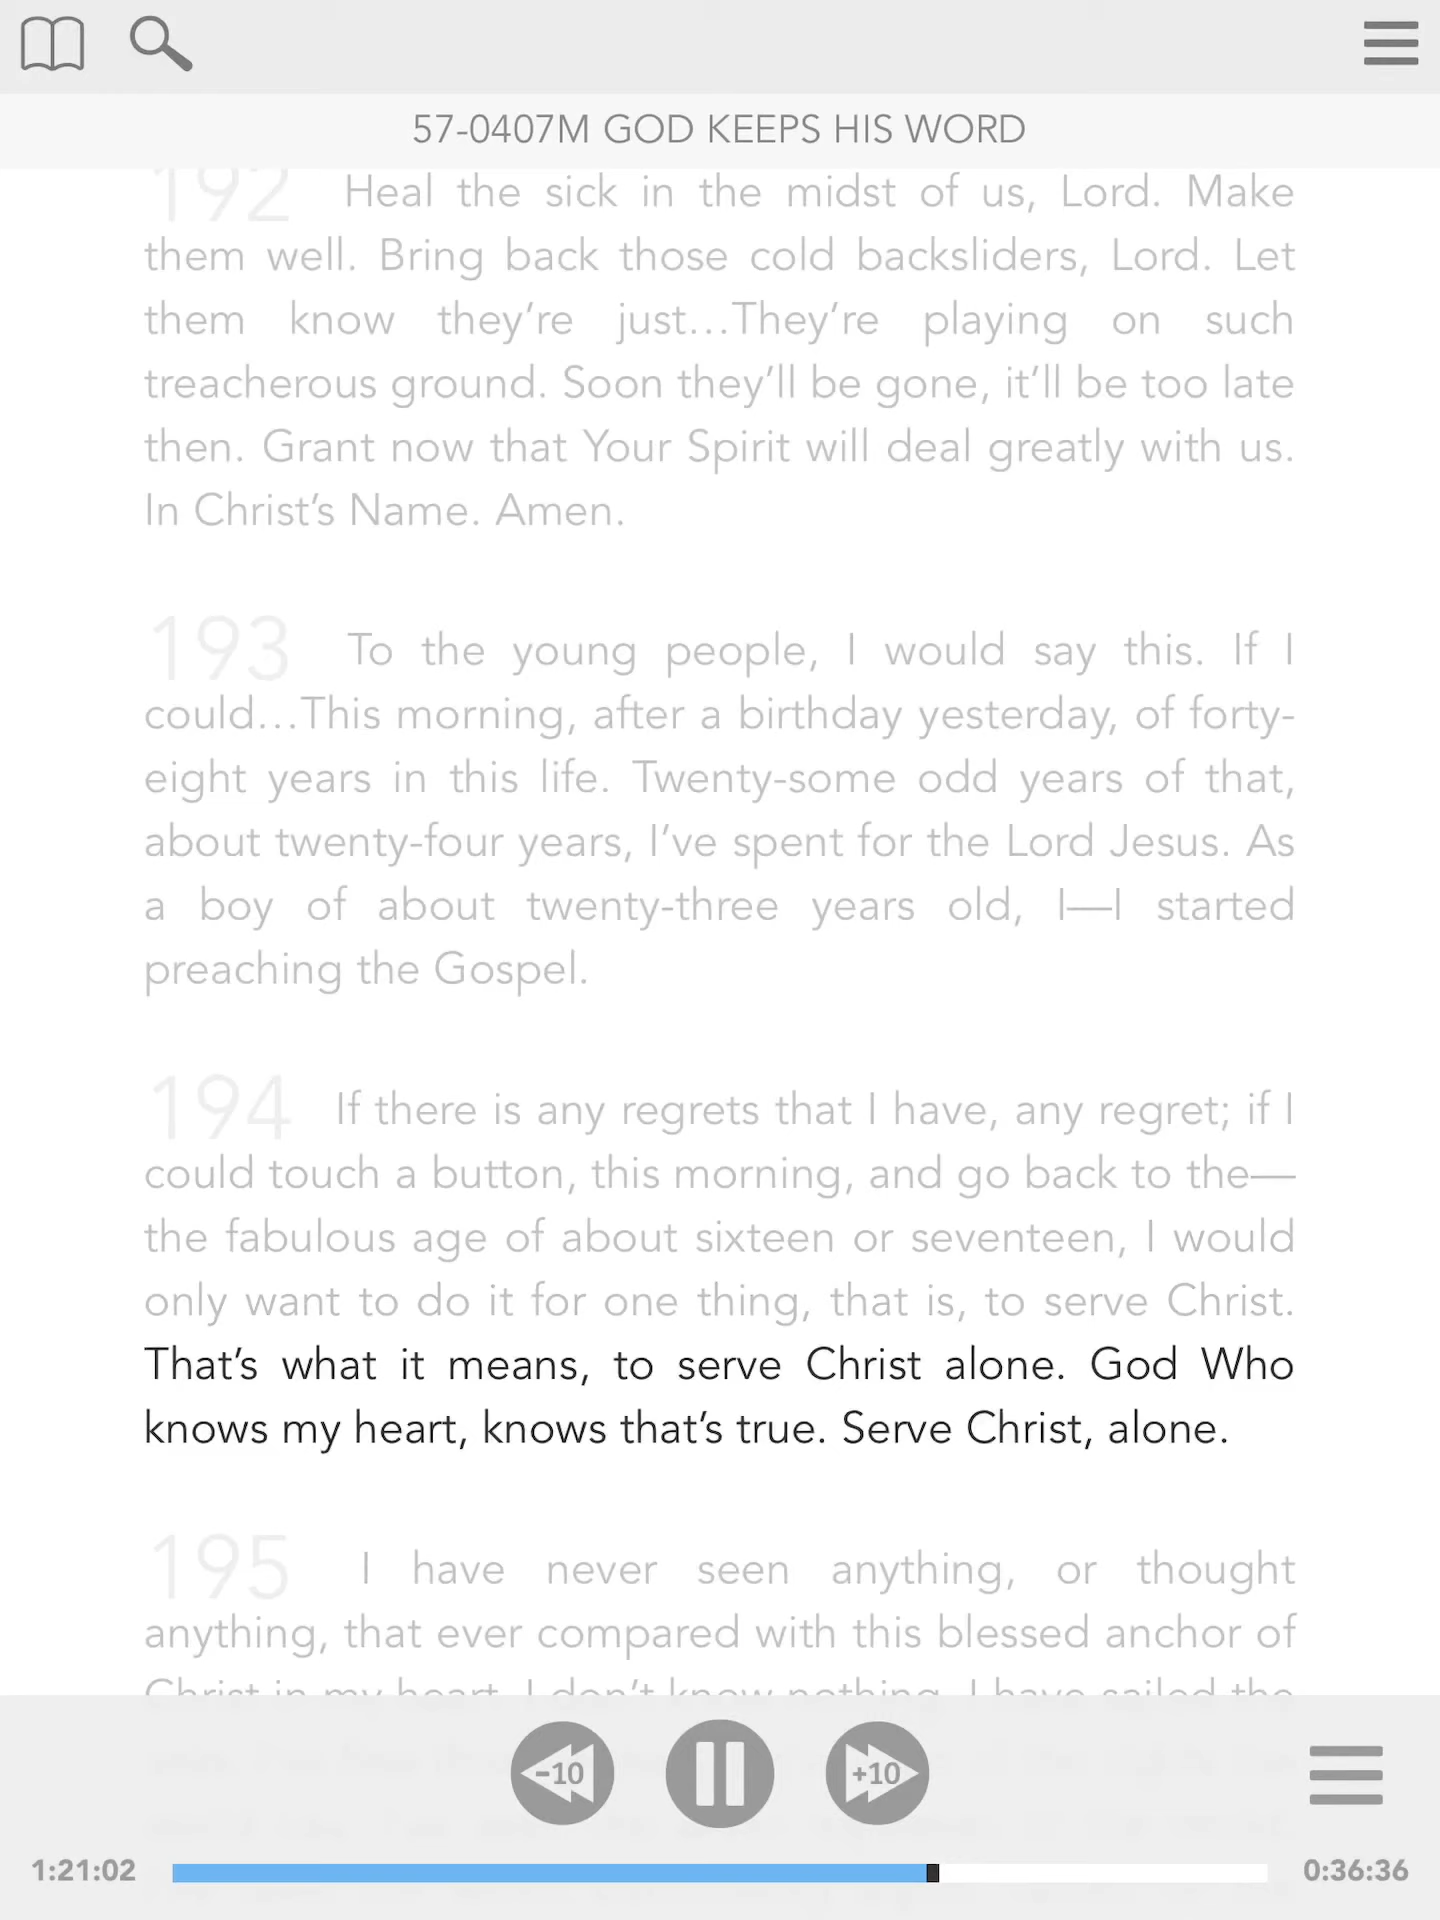 57-0407M GOD KEEPS HIS WORD
192 Heal the sick in the midst of us, Lord. Make
them well. Bring back those cold backsliders, Lord. Let
them know they’re just…They’re playing on such
treacherous ground. Soon they’ll be gone, it’ll be too late
then. Grant now that Your Spirit will deal greatly with us.
In Christ’s Name. Amen.
193 To the young people, I would say this. If I
could…This morning, after a birthday yesterday, of forty-
eight years in this life. Twenty-some odd years of that,
about twenty-four years, I’ve spent for the Lord Jesus. As
a boy of about twenty-three years old, I—I started
preaching the Gospel.
194 If there is any regrets that I have, any regret; if I
could touch a button, this morning, and go back to the—
the fabulous age of about sixteen or seventeen, I would
only want to do it for one thing, that is, to serve Christ.
That’s what it means, to serve Christ alone. God Who
knows my heart, knows that’s true. Serve Christ, alone.
195 I have never seen anything, or thought
anything, that ever compared with this blessed anchor of
Christ in my heart. I don’t know nothing. I have sailed the
-10 +10
1:21:02 0:36:36